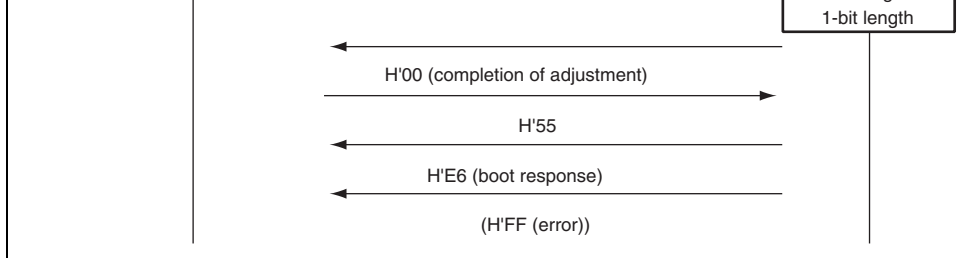 1-bit length
H'00 (completion of adjustment)
H'55
H'E6 (boot response)
(H'FF (error))